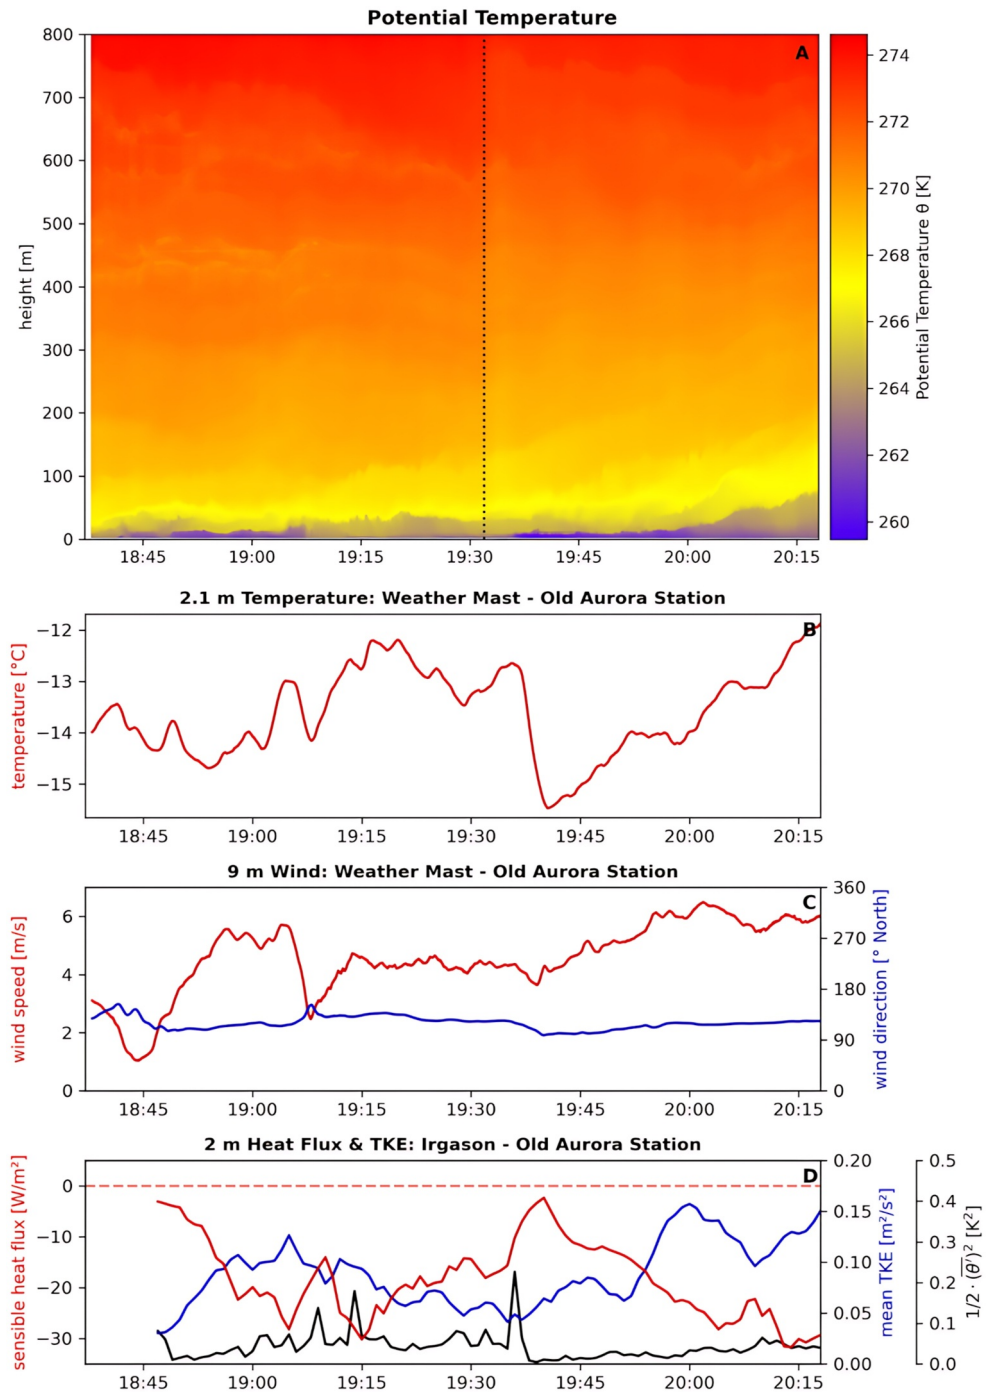 Potential Temperature
A
800
700
600
500
400
300
200
100
0
height [m]
18:45 19:00 19:15 19:30 19:45 20:00 20:15
274
272
270
268
266
264
262
260
Potential Temperature θ [K]
2.1 m Temperature: Weather Mast - Old Aurora Station
B
−12
−13
−14
−15
temperature [°C]
18:45 19:00 19:15 19:30 19:45 20:00 20:15
9 m Wind: Weather Mast - Old Aurora Station
C
6
4
2
0
wind speed [m/s]
360
270
180
90
0
wind direction [° North]
18:45 19:00 19:15 19:30 19:45 20:00 20:15
2 m Heat Flux & TKE: Irgason - Old Aurora Station
D
0
−10
−20
−30
sensible heat flux [W/m²]
0.20
0.15
0.10
0.05
0.00
mean TKE [m²/s²]
0.5
0.4
0.3
0.2
0.1
0.0
1/2 · (θ′)² [K²]
18:45 19:00 19:15 19:30 19:45 20:00 20:15